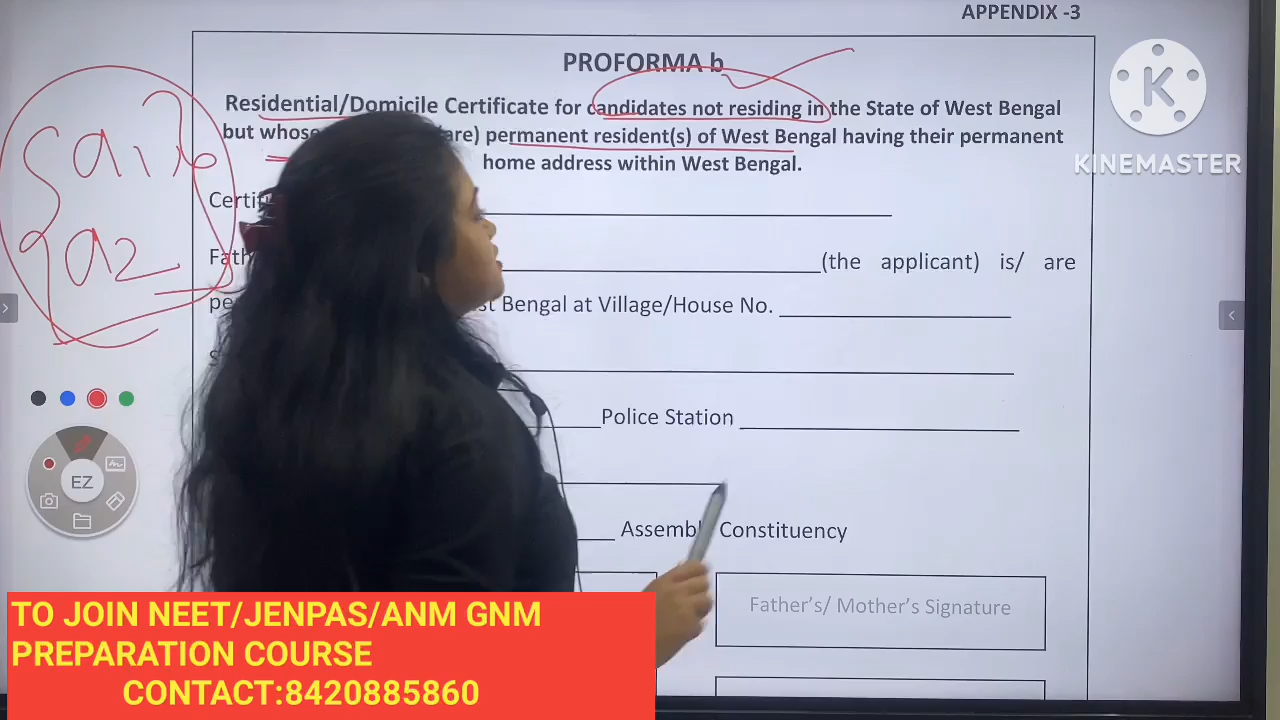 APPENDIX -3
PROFORMA b
Residential/Domicile Certificate for candidates not residing in the State of West Bengal
but whose are) permanent resident(s) of West Bengal having their permanent
home address within West Bengal.
K
KINEMASTER
(the applicant) is/ are
Bengal at Village/House No.
Police Station
EZ
Assembly Constituency
Father's/ Mother's Signature
TO JOIN NEET/JENPAS/ANM GNM
PREPARATION COURSE
CONTACT:8420885860